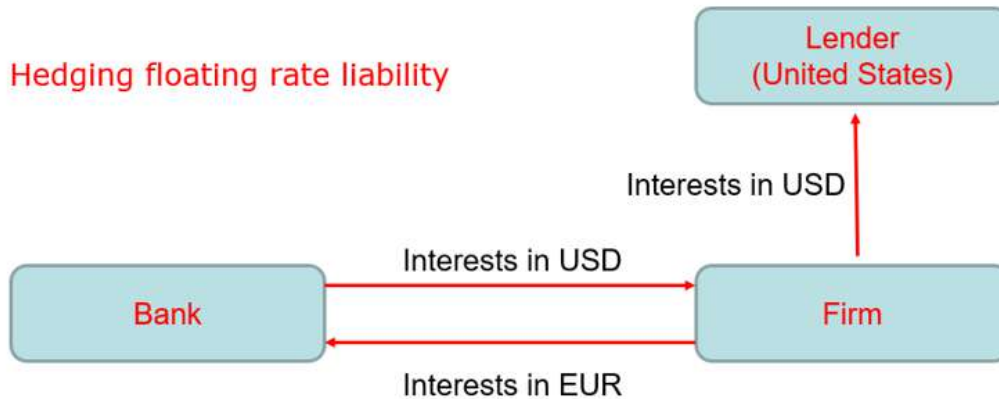 Lender
(United States)
Hedging floating rate liability
Interests in USD
Interests in USD
Bank
Firm
Interests in EUR